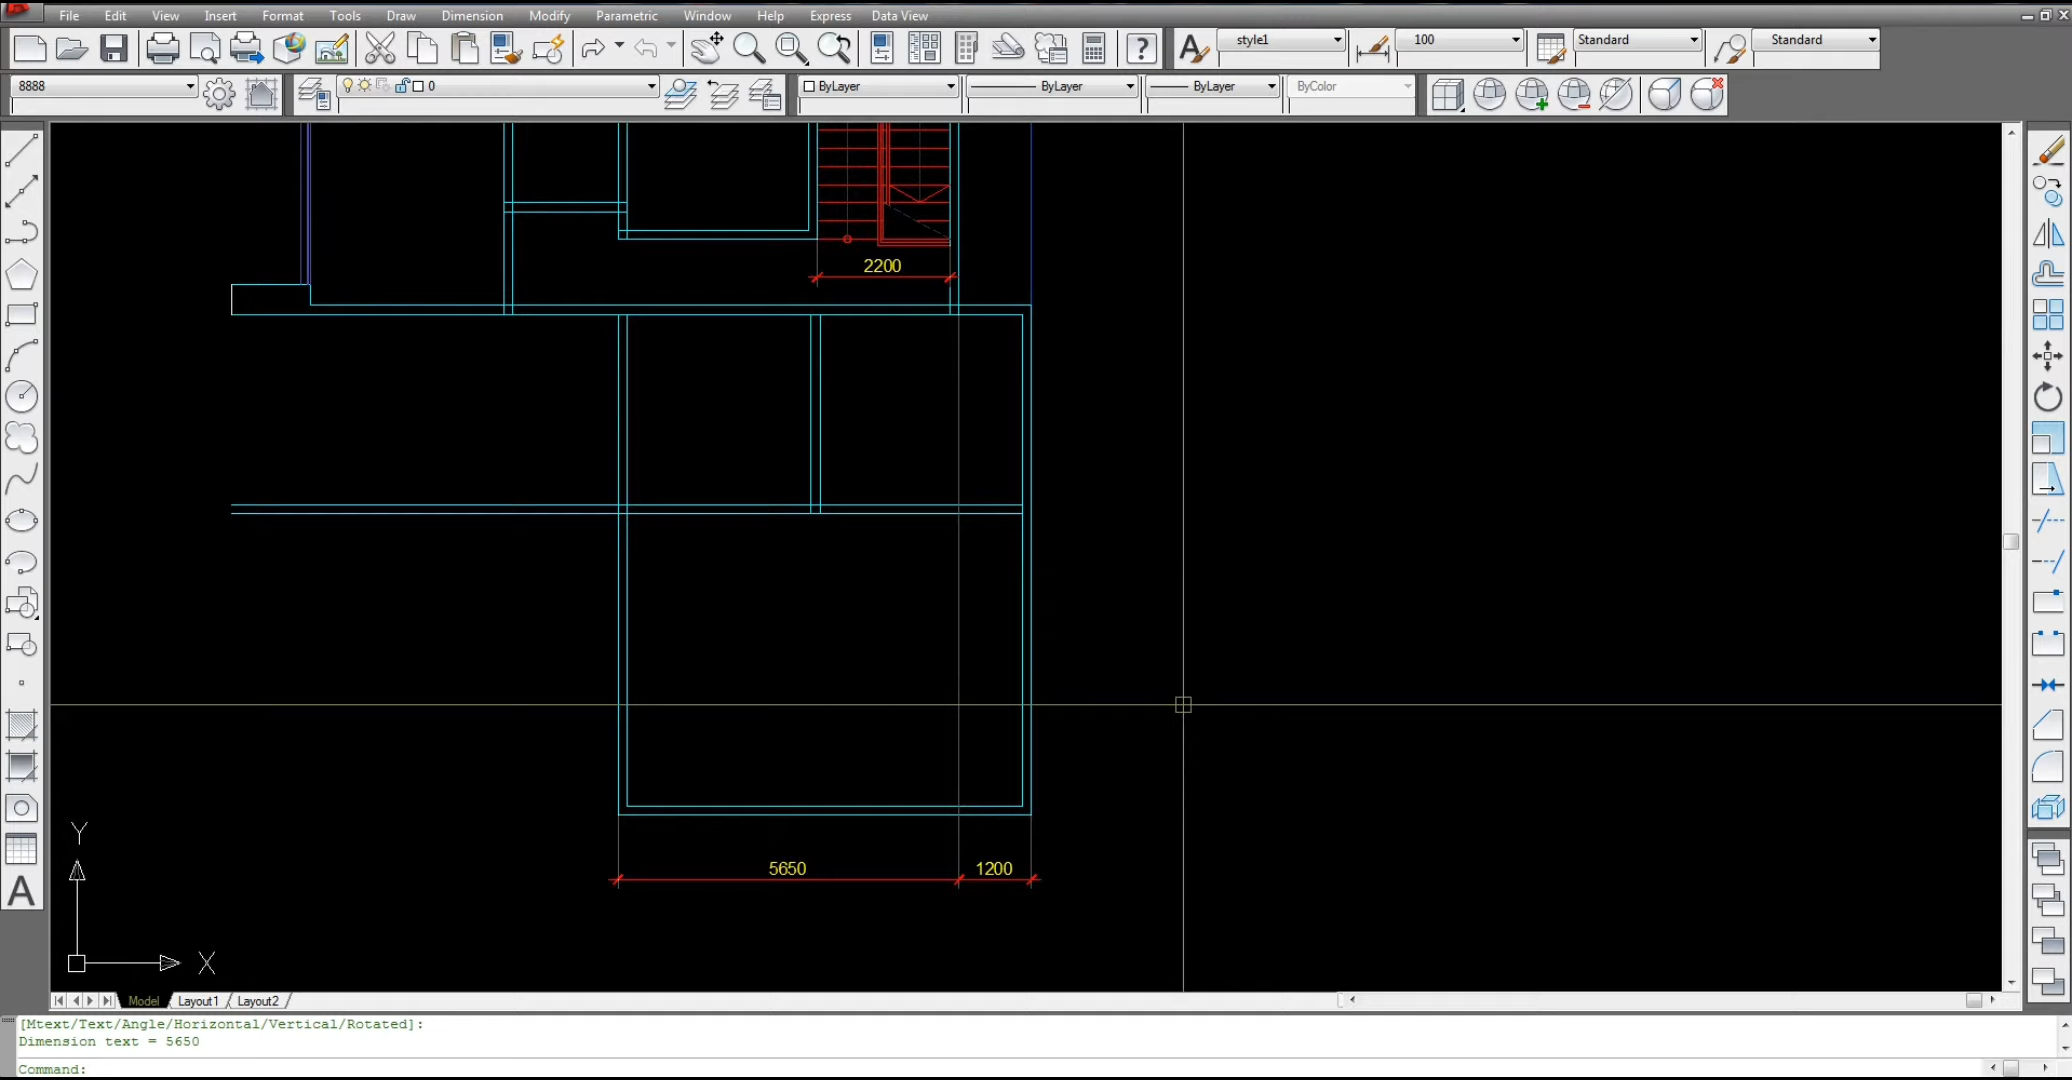 File Edit View Insert Format Tools Draw Dimension Modify Parametric Window Help Express Data View
style1 100 Standard Standard
8888 0 ByLayer ByLayer ByLayer ByColor
2200
5650 1200
Y
X
A
Model Layout1 Layout2
[Mtext/Text/Angle/Horizontal/Vertical/Rotated]:
Dimension text = 5650
Command: